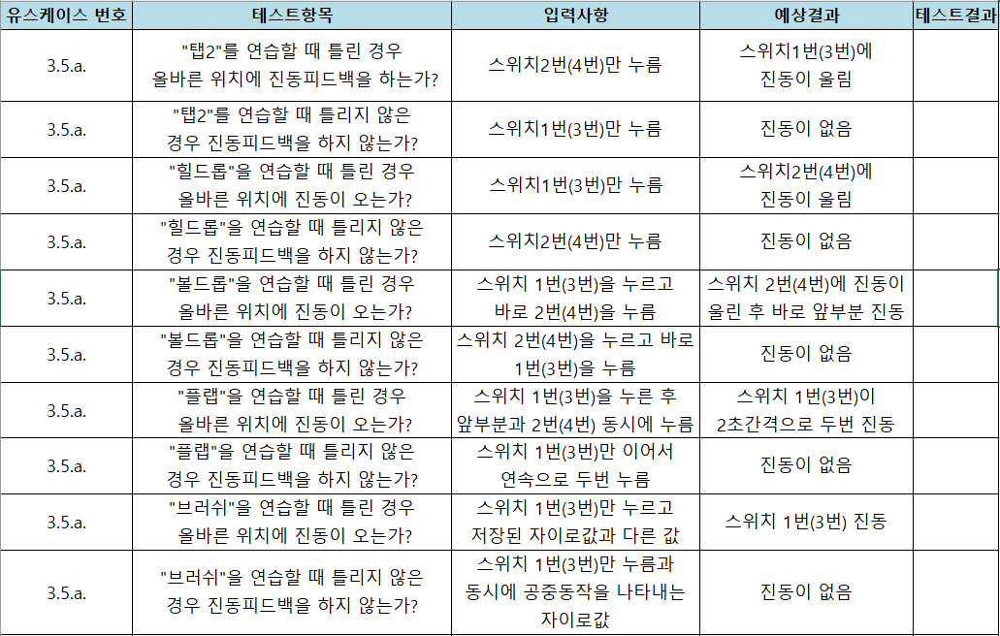 유스케이스 번호 테스트항목 입력사항 예상결과 테스트결과
3.5.a.
"탭2"를 연습할 때 틀린 경우
올바른 위치에 진동피드백을 하는가?
스위치2번(4번)만 누름
스위치1번(3번)에
진동이 울림
3.5.a.
"탭2"를 연습할 때 틀리지 않은
경우 진동피드백을 하지 않는가?
스위치1번(3번)만 누름
진동이 없음
3.5.a.
"힐드롭"을 연습할 때 틀린 경우
올바른 위치에 진동이 오는가?
스위치1번(3번)만 누름
스위치2번(4번)에
진동이 울림
3.5.a.
"힐드롭"을 연습할 때 틀리지 않은
경우 진동피드백을 하지 않는가?
스위치2번(4번)만 누름
진동이 없음
3.5.a.
"볼드롭"을 연습할 때 틀린 경우
올바른 위치에 진동이 오는가?
스위치 1번(3번)을 누르고
바로 2번(4번)을 누름
스위치 2번(4번)에 진동이
울린 후 바로 앞부분 진동
3.5.a.
"볼드롭"을 연습할 때 틀리지 않은
경우 진동피드백을 하지 않는가?
스위치 2번(4번)을 누르고 바로
1번(3번)을 누름
진동이 없음
3.5.a.
"플랩"을 연습할 때 틀린 경우
올바른 위치에 진동이 오는가?
스위치 1번(3번)을 누른 후
앞부분과 2번(4번) 동시에 누름
스위치 1번(3번)이
2초간격으로 두번 진동
3.5.a.
"플랩"을 연습할 때 틀리지 않은
경우 진동피드백을 하지 않는가?
스위치 1번(3번)만 이어서
연속으로 두번 누름
진동이 없음
3.5.a.
"브러쉬"을 연습할 때 틀린 경우
올바른 위치에 진동이 오는가?
스위치 1번(3번)만 누르고
저장된 자이로값과 다른 값
스위치 1번(3번) 진동
3.5.a.
"브러쉬"을 연습할 때 틀리지 않은
경우 진동피드백을 하지 않는가?
스위치 1번(3번)만 누름과
동시에 공중동작을 나타내는
자이로값
진동이 없음